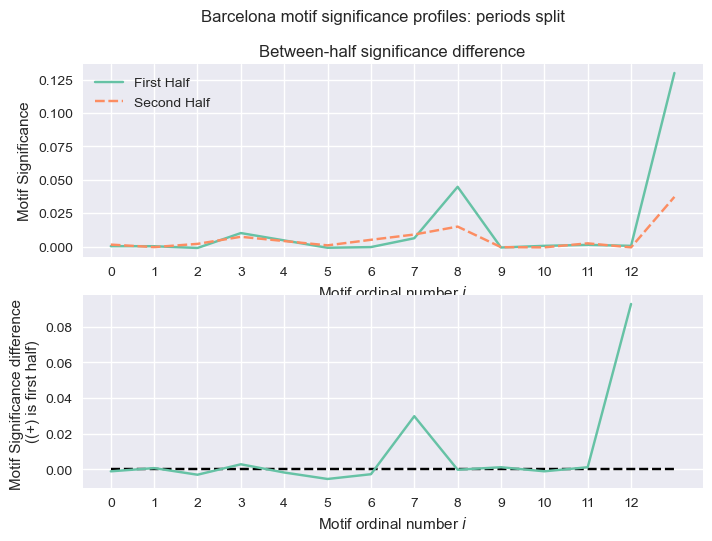 Barcelona motif significance profiles: periods split
Between-half significance difference
Motif Significance
0.125
0.100
0.075
0.050
0.025
0.000
First Half
Second Half
0 1 2 3 4 5 6 7 8 9 10 11 12
Motif ordinal number i
Motif Significance difference
((+) is first half)
0.08
0.06
0.04
0.02
0.00
0 1 2 3 4 5 6 7 8 9 10 11 12
Motif ordinal number i